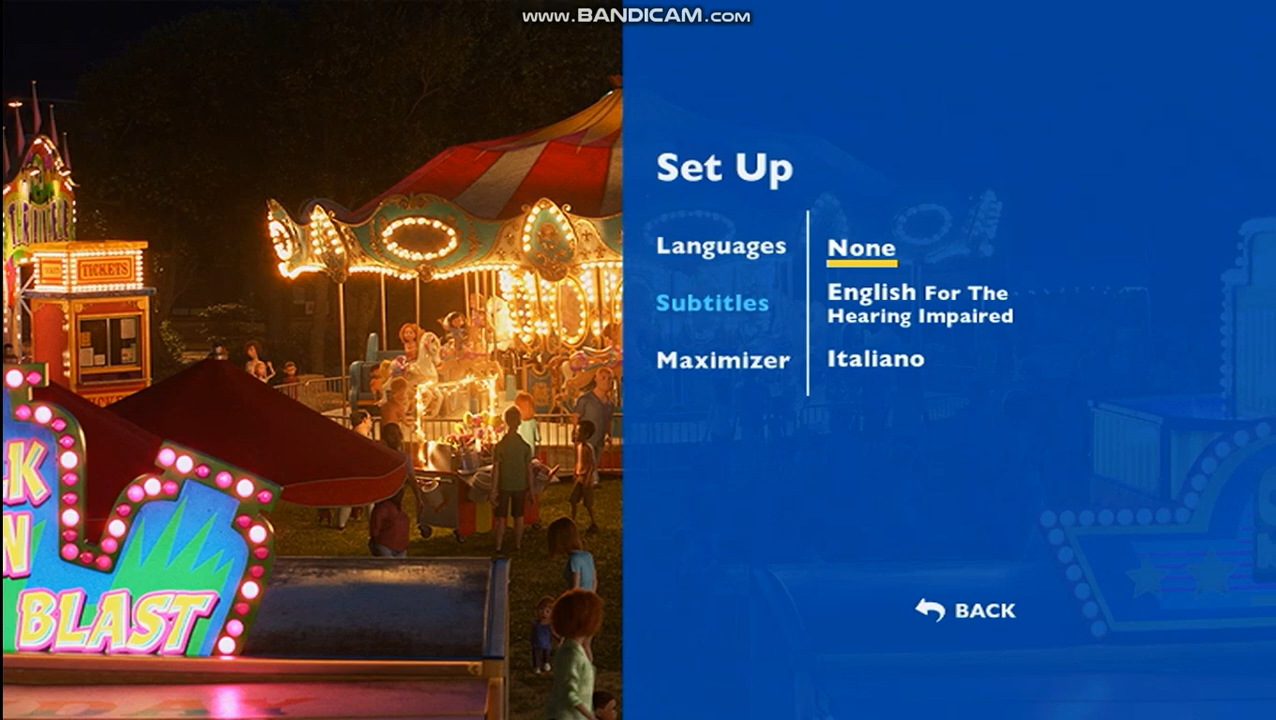 www.BANDICAM.com
Set Up
Languages
None
Subtitles
English For The
Hearing Impaired
Maximizer
Italiano
BACK
TICKETS
BLAST